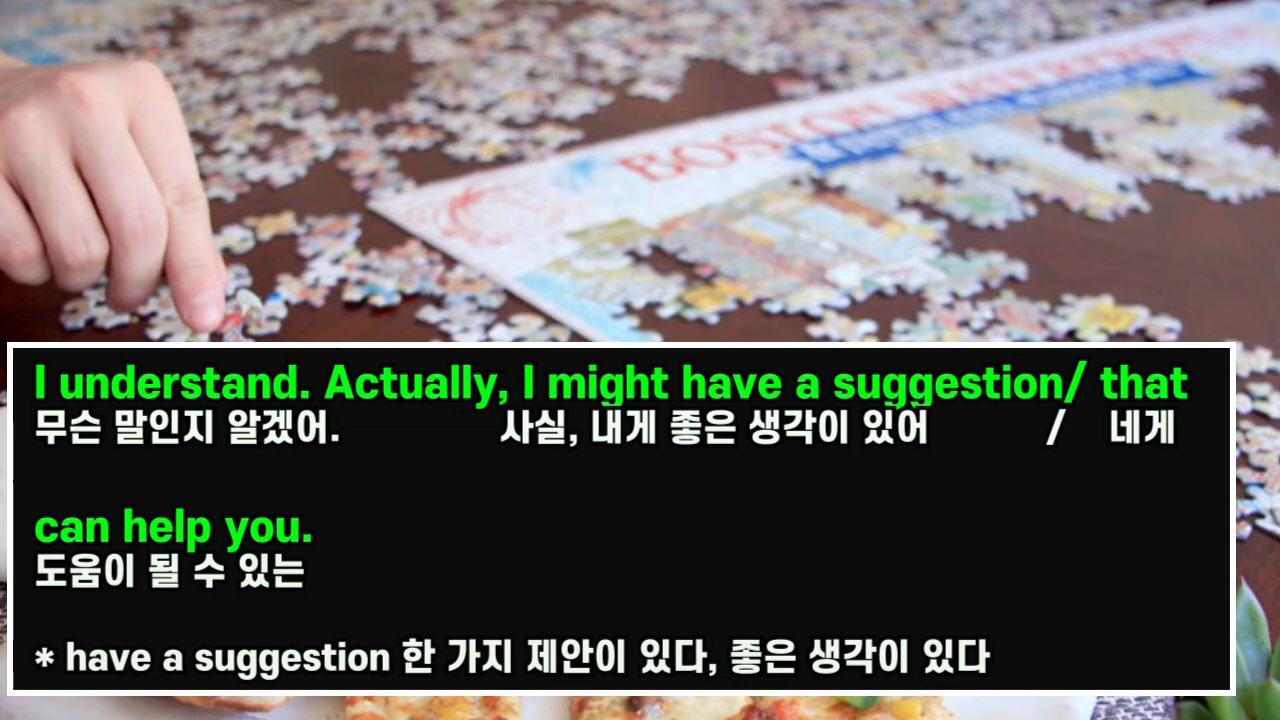 BOSTON
I understand. Actually, I might have a suggestion/ that
무슨 말인지 알겠어. 사실, 내게 좋은 생각이 있어 / 네게
can help you.
도움이 될 수 있는
* have a suggestion 한 가지 제안이 있다, 좋은 생각이 있다